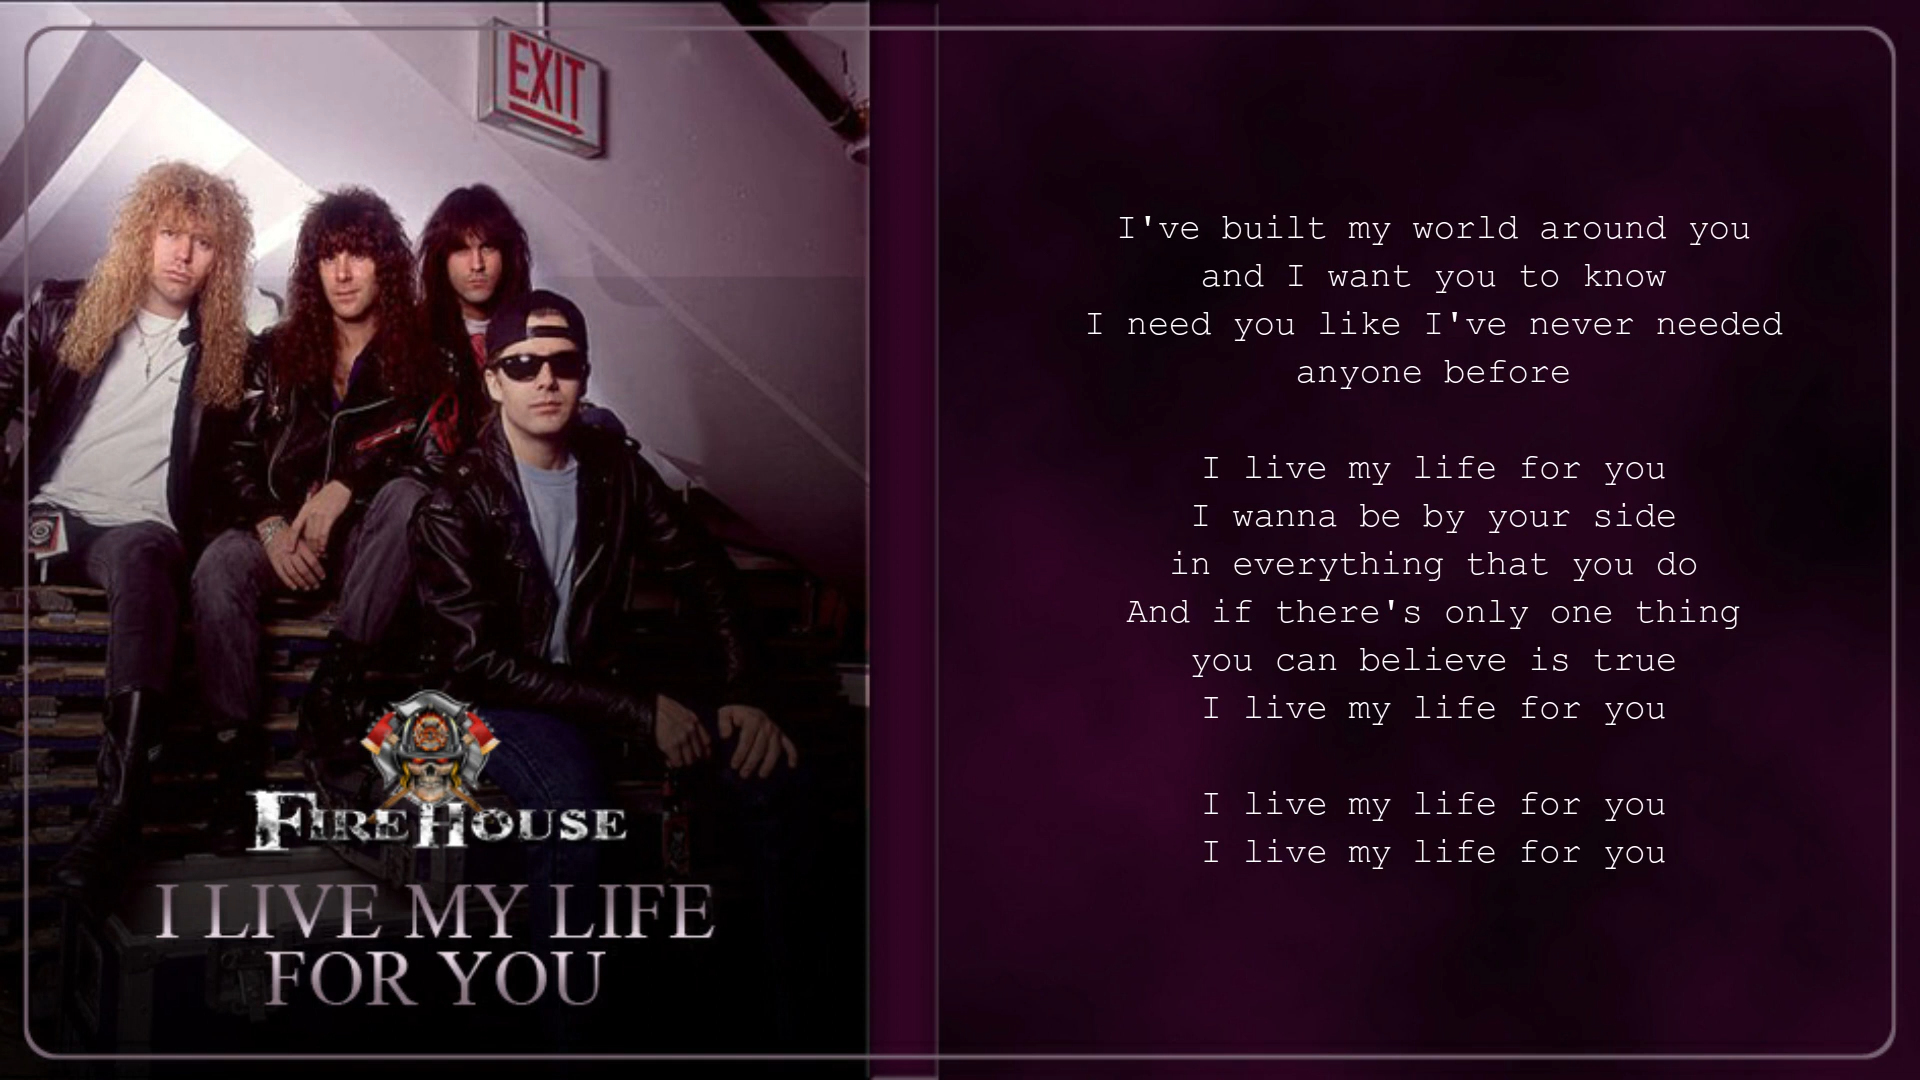 EXIT
FIREHOUSE
I LIVE MY LIFE
FOR YOU
I've built my world around you
and I want you to know
I need you like I've never needed
anyone before
I live my life for you
I wanna be by your side
in everything that you do
And if there's only one thing
you can believe is true
I live my life for you
I live my life for you
I live my life for you